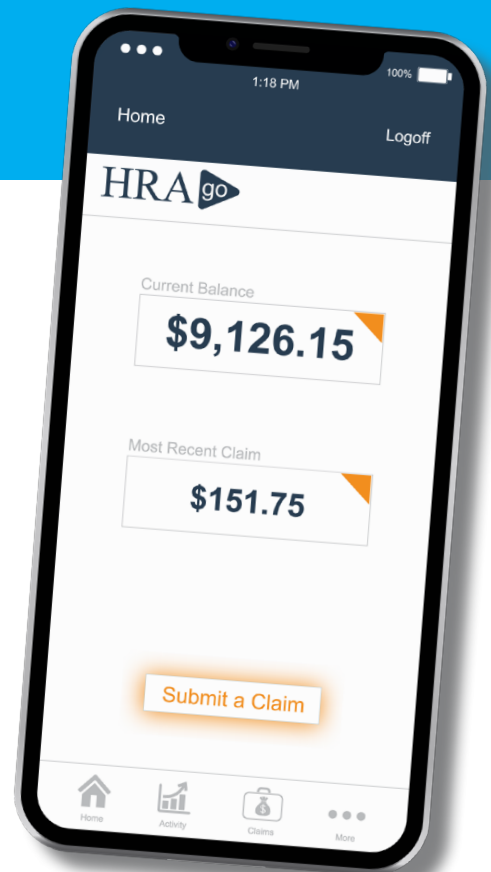 1:18 PM
100%
Home
Logoff
HRA go
Current Balance
$9,126.15
Most Recent Claim
$151.75
Submit a Claim
Home
Activity
Claims
More